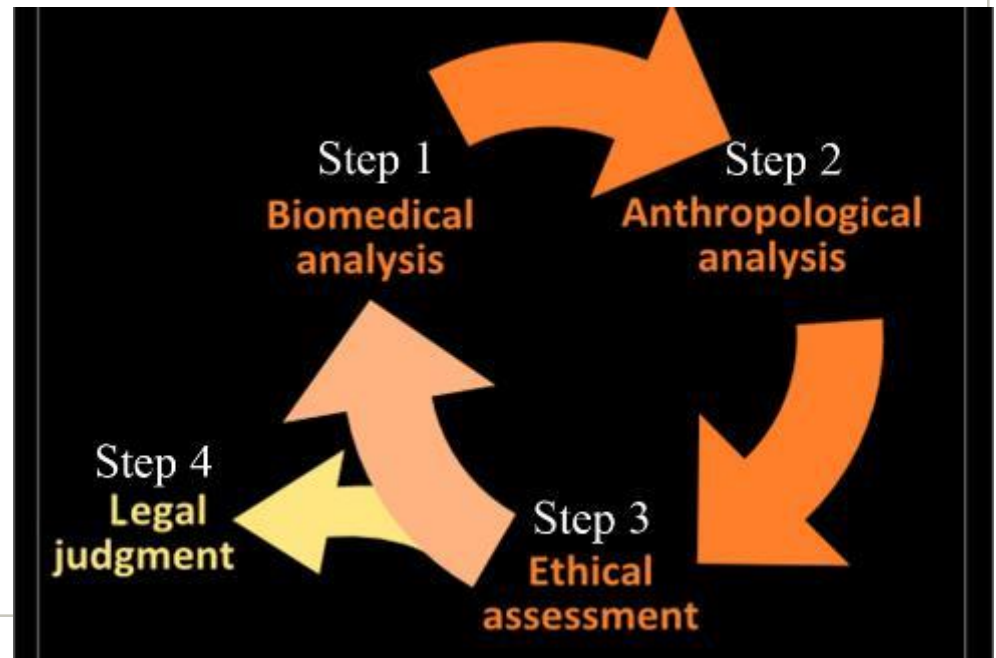 Step 1
Biomedical
analysis
Step 2
Anthropological
analysis
Step 3
Ethical
assessment
Step 4
Legal
judgment